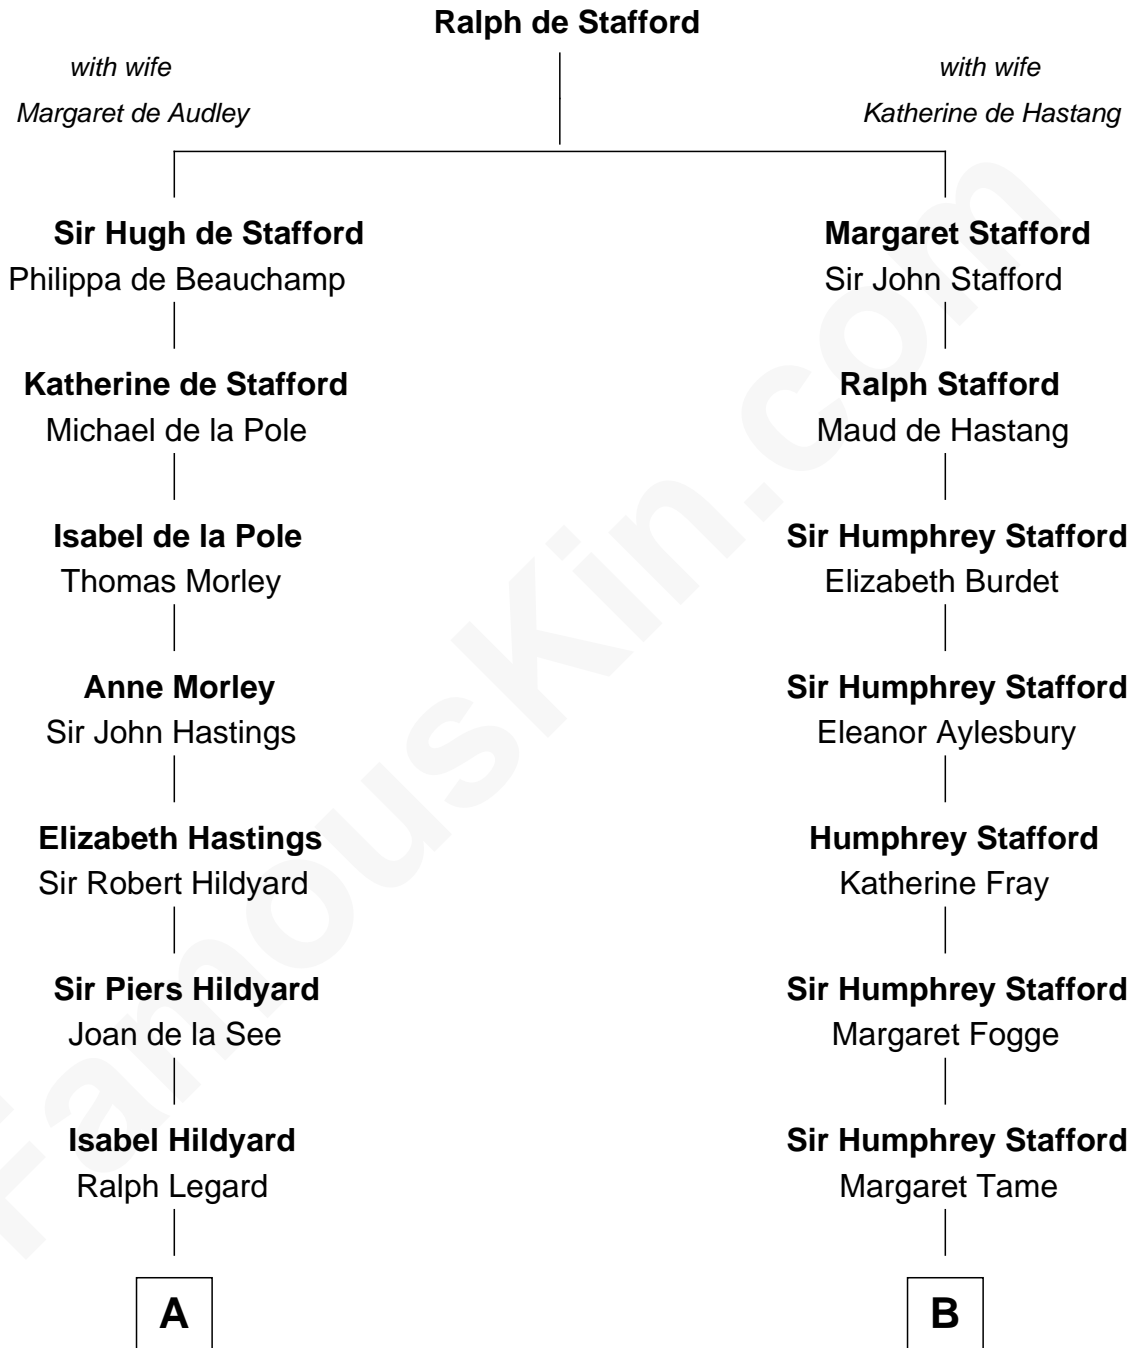 Ralph de Stafford
with wife
Margaret de Audley
with wife
Katherine de Hastang
Sir Hugh de Stafford
Philippa de Beauchamp
Margaret Stafford
Sir John Stafford
Katherine de Stafford
Michael de la Pole
Ralph Stafford
Maud de Hastang
Isabel de la Pole
Thomas Morley
Sir Humphrey Stafford
Elizabeth Burdet
Anne Morley
Sir John Hastings
Sir Humphrey Stafford
Eleanor Aylesbury
Elizabeth Hastings
Sir Robert Hildyard
Humphrey Stafford
Katherine Fray
Sir Piers Hildyard
Joan de la See
Sir Humphrey Stafford
Margaret Fogge
Isabel Hildyard
Ralph Legard
Sir Humphrey Stafford
Margaret Tame
A
B
FamousKin.com